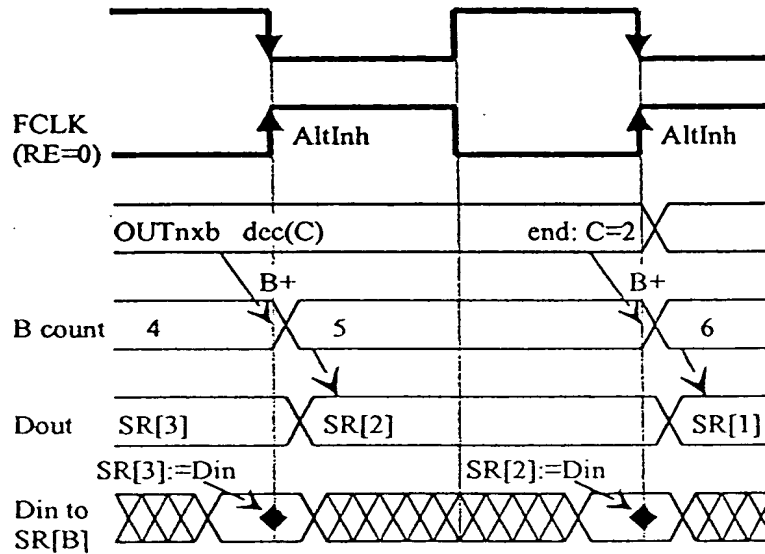 FCLK
(RE=0)
AltInh
AltInh
OUTnxb dcc(C)
end: C=2
B+
B+
B count
4
5
6
Dout
SR[3]
SR[2]
SR[1]
SR[3]:=Din
SR[2]:=Din
Din to
SR[B]